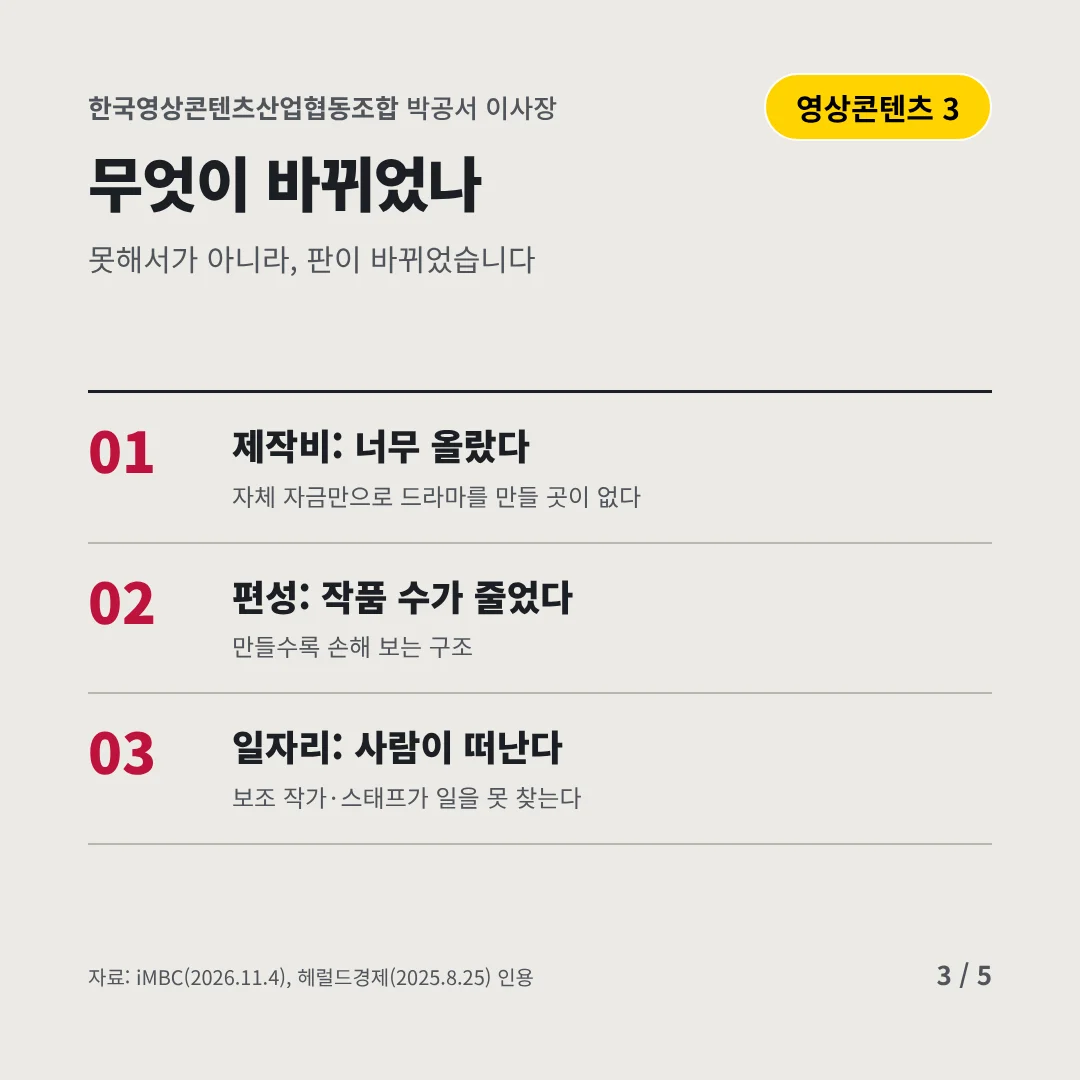 한국영상콘텐츠산업협동조합 박공서 이사장
영상콘텐츠 3
무엇이 바뀌었나
못해서가 아니라, 판이 바뀌었습니다
01
제작비: 너무 올랐다
자체 자금만으로 드라마를 만들 곳이 없다
02
편성: 작품 수가 줄었다
만들수록 손해 보는 구조
03
일자리: 사람이 떠난다
보조 작가·스태프가 일을 못 찾는다
자료: iMBC(2026.11.4), 헤럴드경제(2025.8.25) 인용
3 / 5